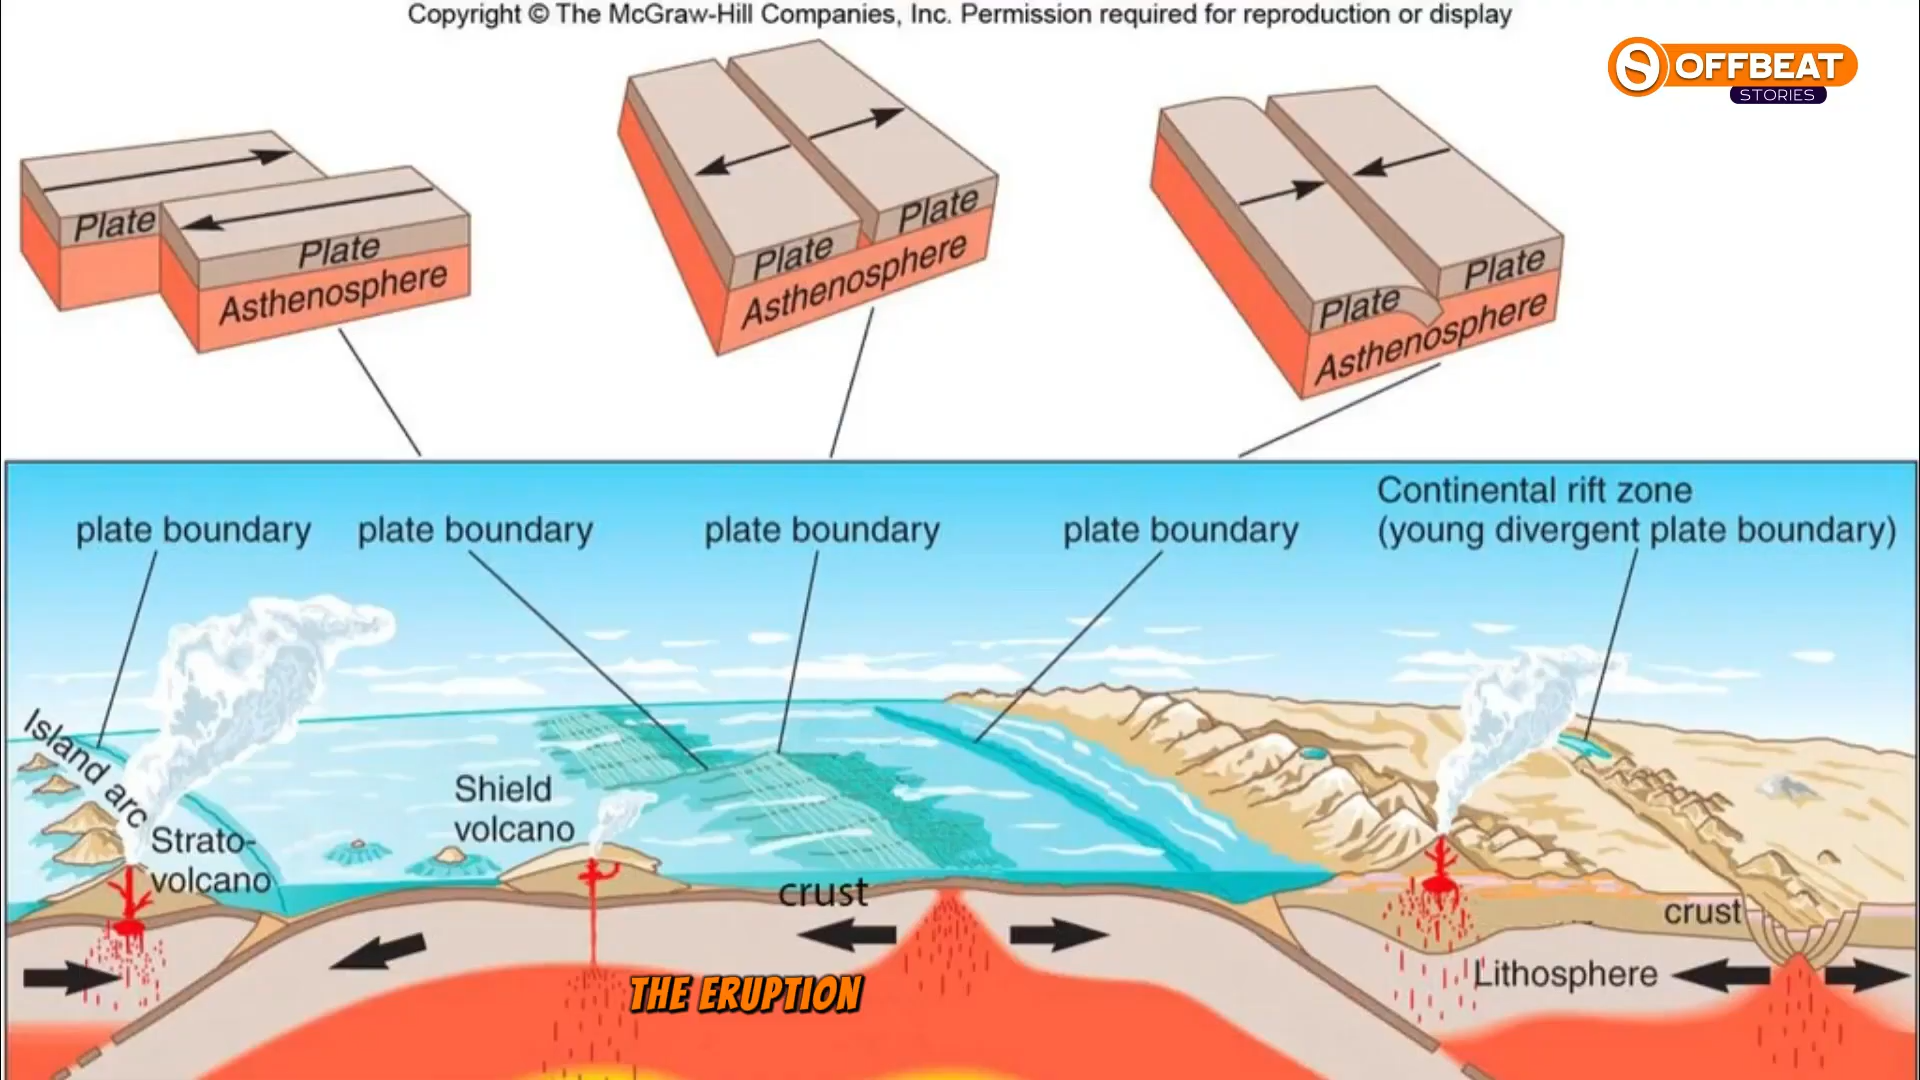 Copyright © The McGraw-Hill Companies, Inc. Permission required for reproduction or display
OFFBEAT
STORIES
Plate
Plate
Asthenosphere
Plate
Plate
Asthenosphere
Plate
Plate
Asthenosphere
plate boundary
plate boundary
plate boundary
plate boundary
Continental rift zone
(young divergent plate boundary)
Island arc
Strato-
volcano
Shield
volcano
crust
crust
Lithosphere
THE ERUPTION